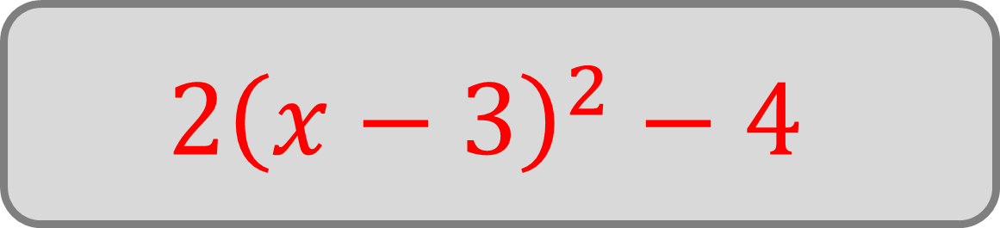 2(x − 3)² − 4